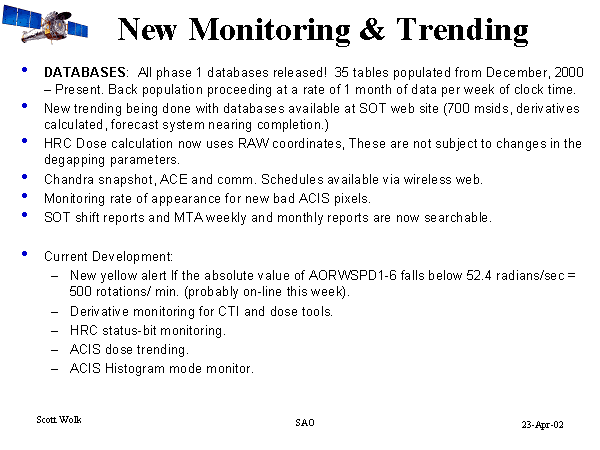 New Monitoring & Trending
• DATABASES:  All phase 1 databases released!  35 tables populated from December, 2000
– Present. Back population proceeding at a rate of 1 month of data per week of clock time.
• New trending being done with databases available at SOT web site (700 msids, derivatives
calculated, forecast system nearing completion.)
• HRC Dose calculation now uses RAW coordinates, These are not subject to changes in the
degapping parameters.
• Chandra snapshot, ACE and comm. Schedules available via wireless web.
• Monitoring rate of appearance for new bad ACIS pixels.
• SOT shift reports and MTA weekly and monthly reports are now searchable.
• Current Development:
– New yellow alert If the absolute value of AORWSPD1-6 falls below 52.4 radians/sec =
500 rotations/ min. (probably on-line this week).
– Derivative monitoring for CTI and dose tools.
– HRC status-bit monitoring.
– ACIS dose trending.
– ACIS Histogram mode monitor.
Scott Wolk
SAO
23-Apr-02